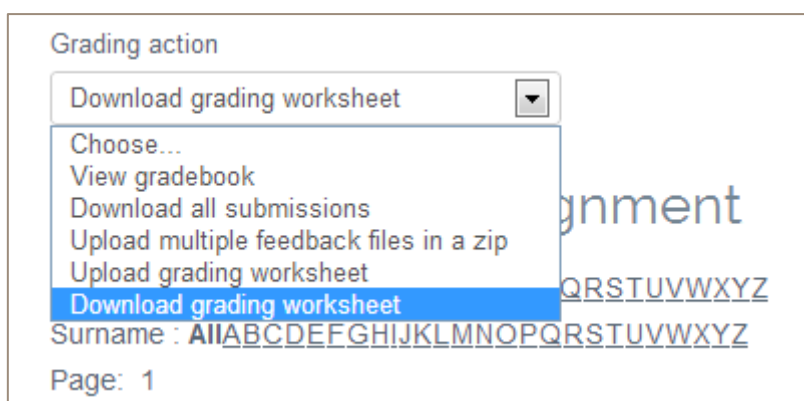 Grading action
Download grading worksheet
Choose...
View gradebook
Download all submissions
gnment
Upload multiple feedback files in a zip
Upload grading worksheet
QRSTUVWXYZ
Download grading worksheet
Surname : AllABCDEFGHIJKLMNOPQRSTUVWXYZ
Page: 1